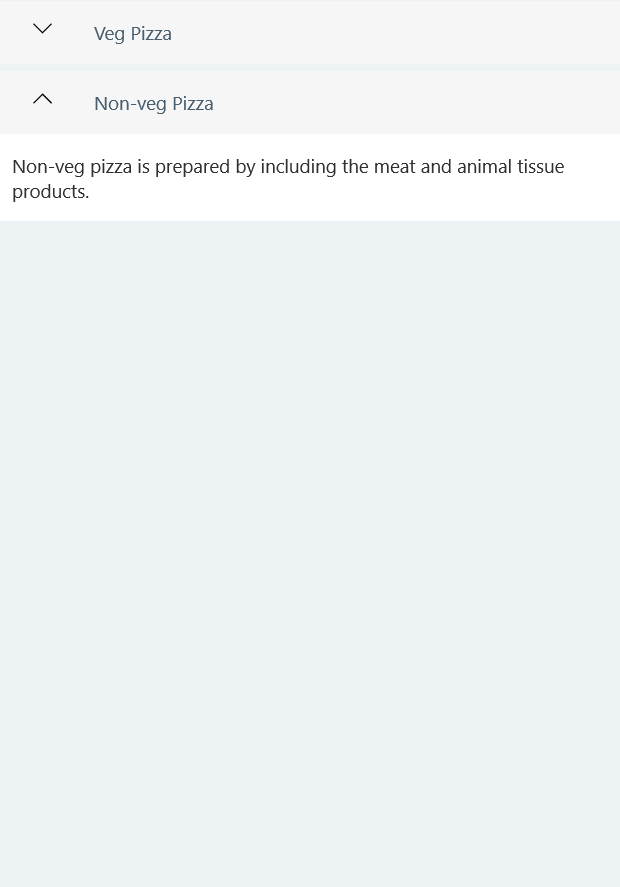 Veg Pizza
Non-veg Pizza
Non-veg pizza is prepared by including the meat and animal tissue
products.